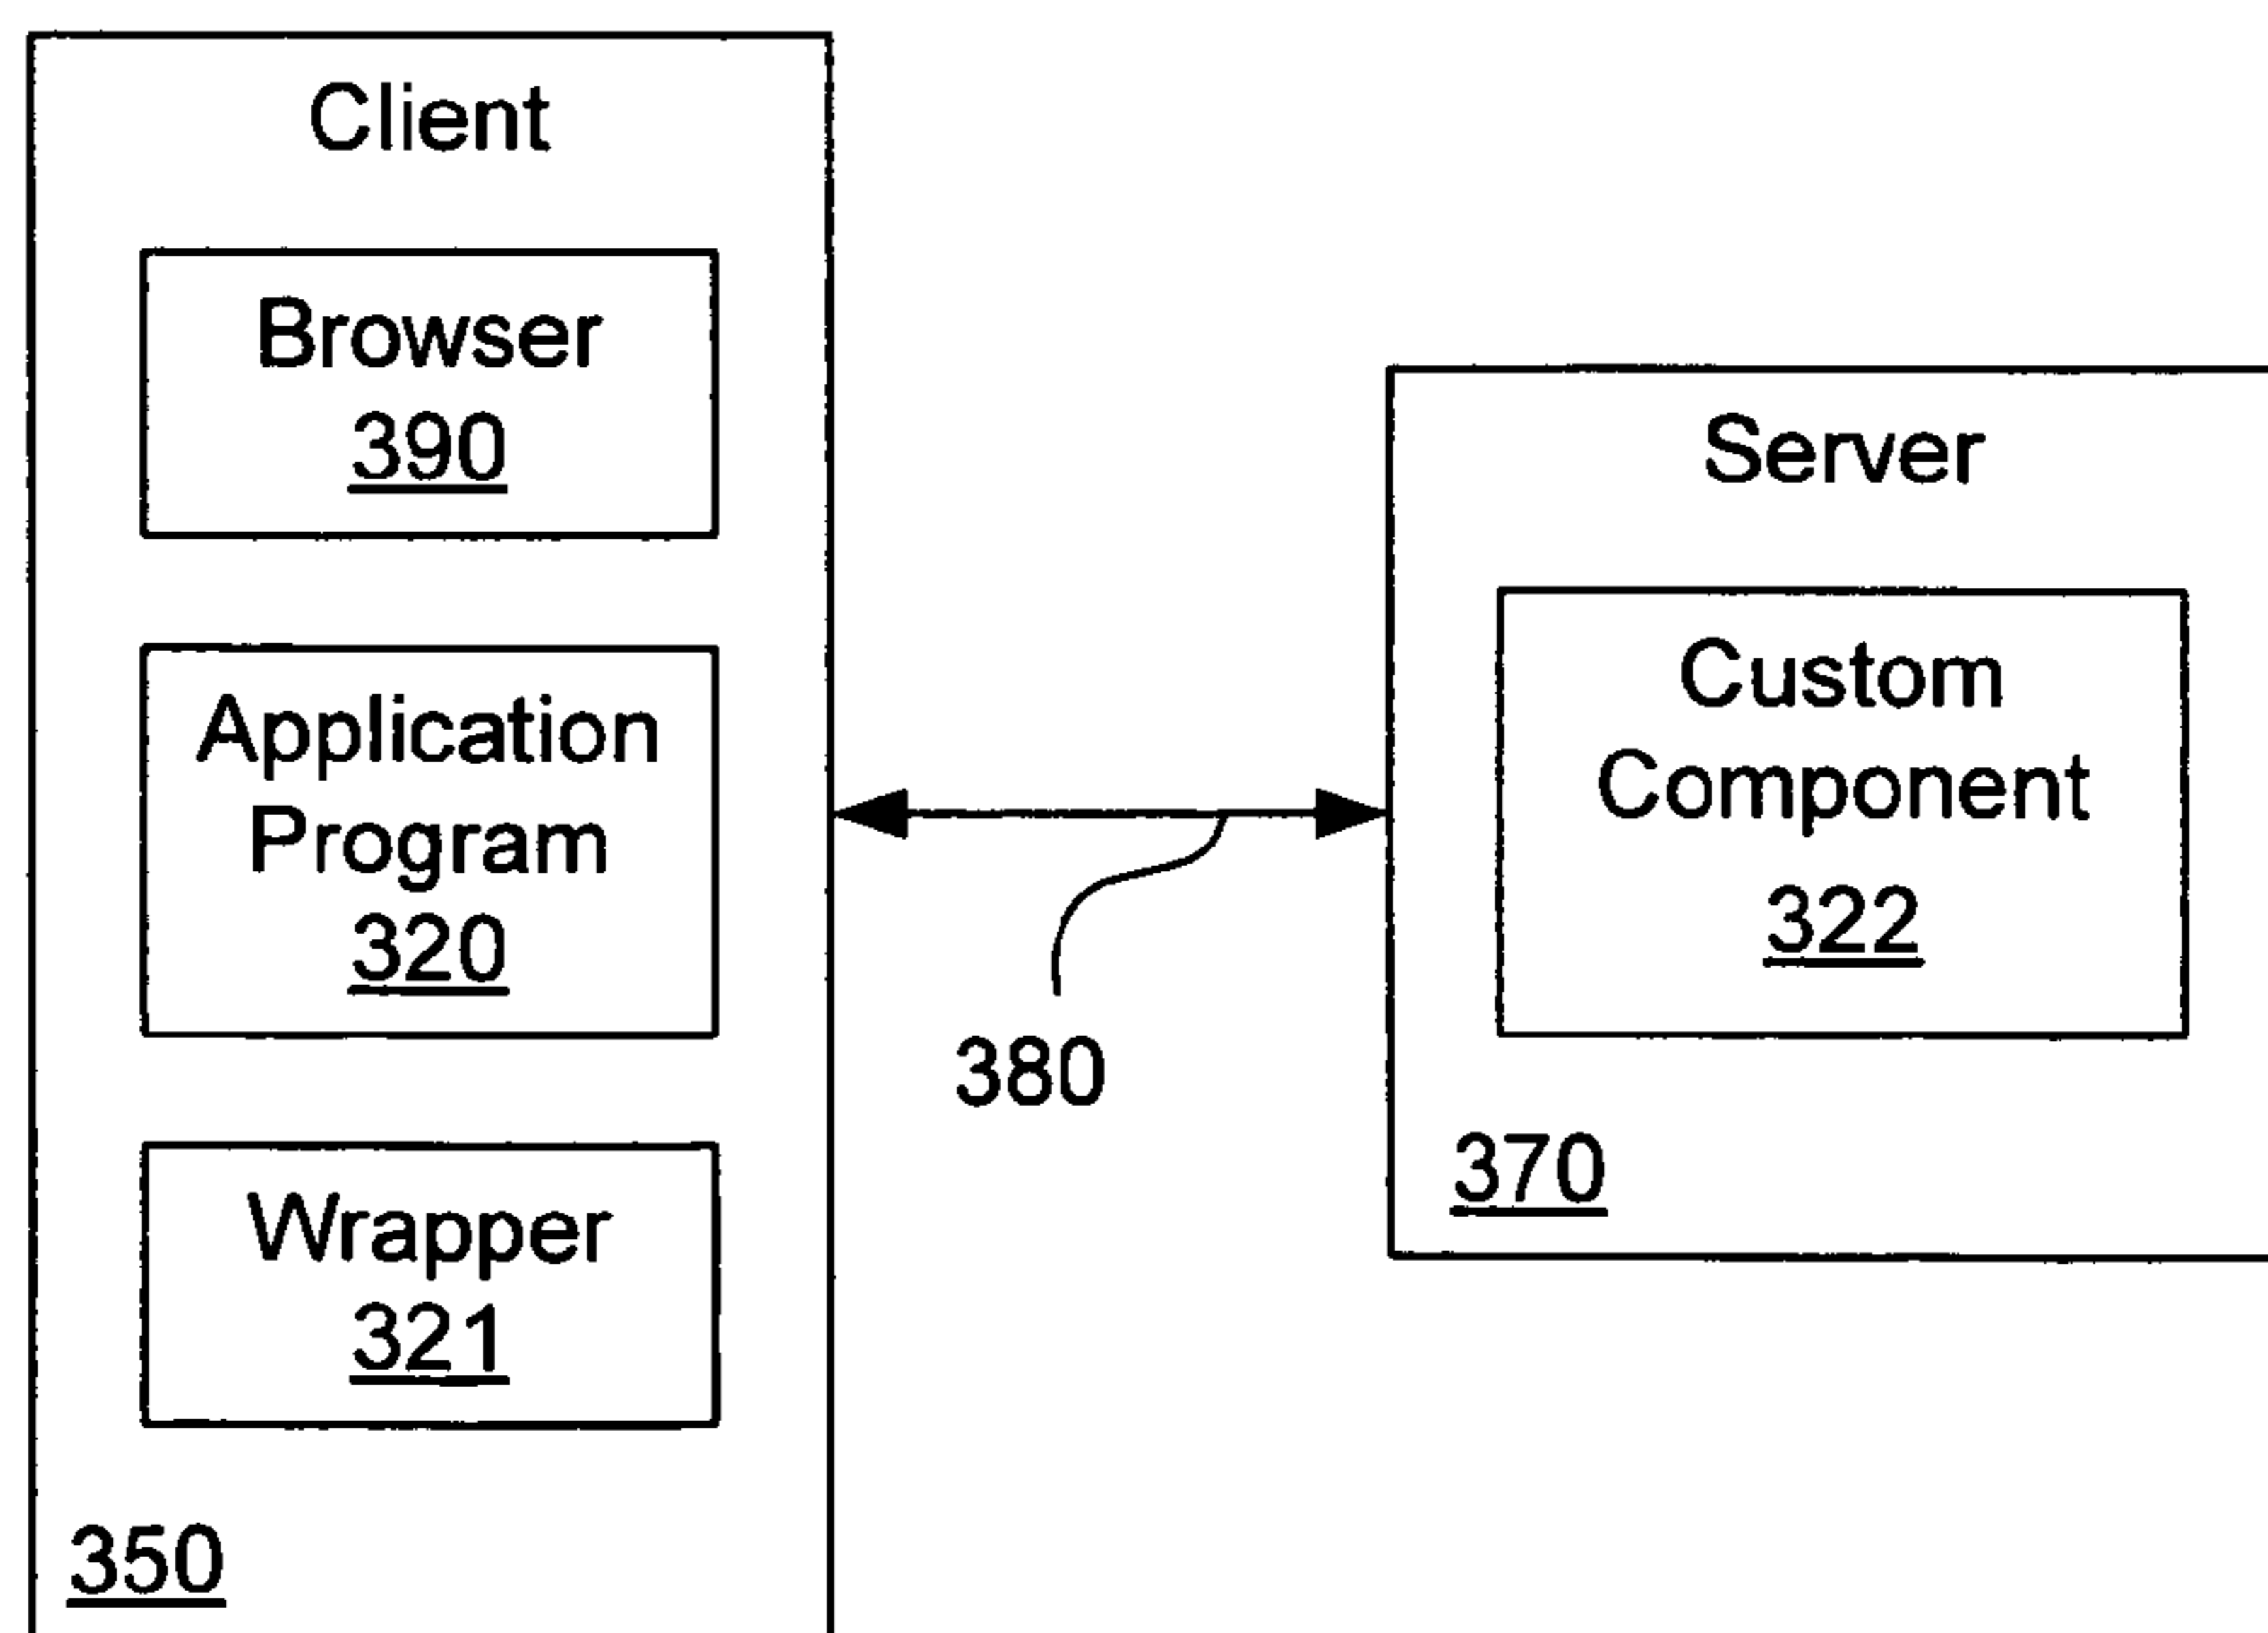 Client
Browser
390
Application
Program
320
Wrapper
321
350
380
Server
Custom
Component
322
370